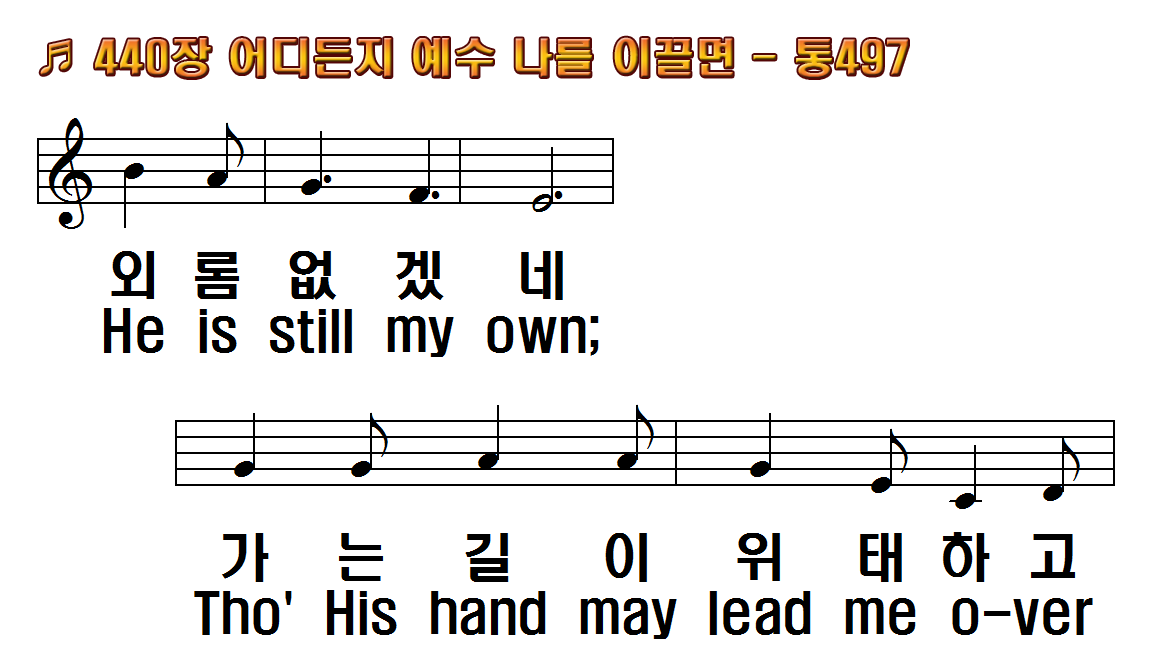 ♬ 440장 어디든지 예수 나를 이끌면 - 통497
외 롬 없 겠 네
He is still my own;
가 는 길 이 위 태 하 고
Tho' His hand may lead me o-ver